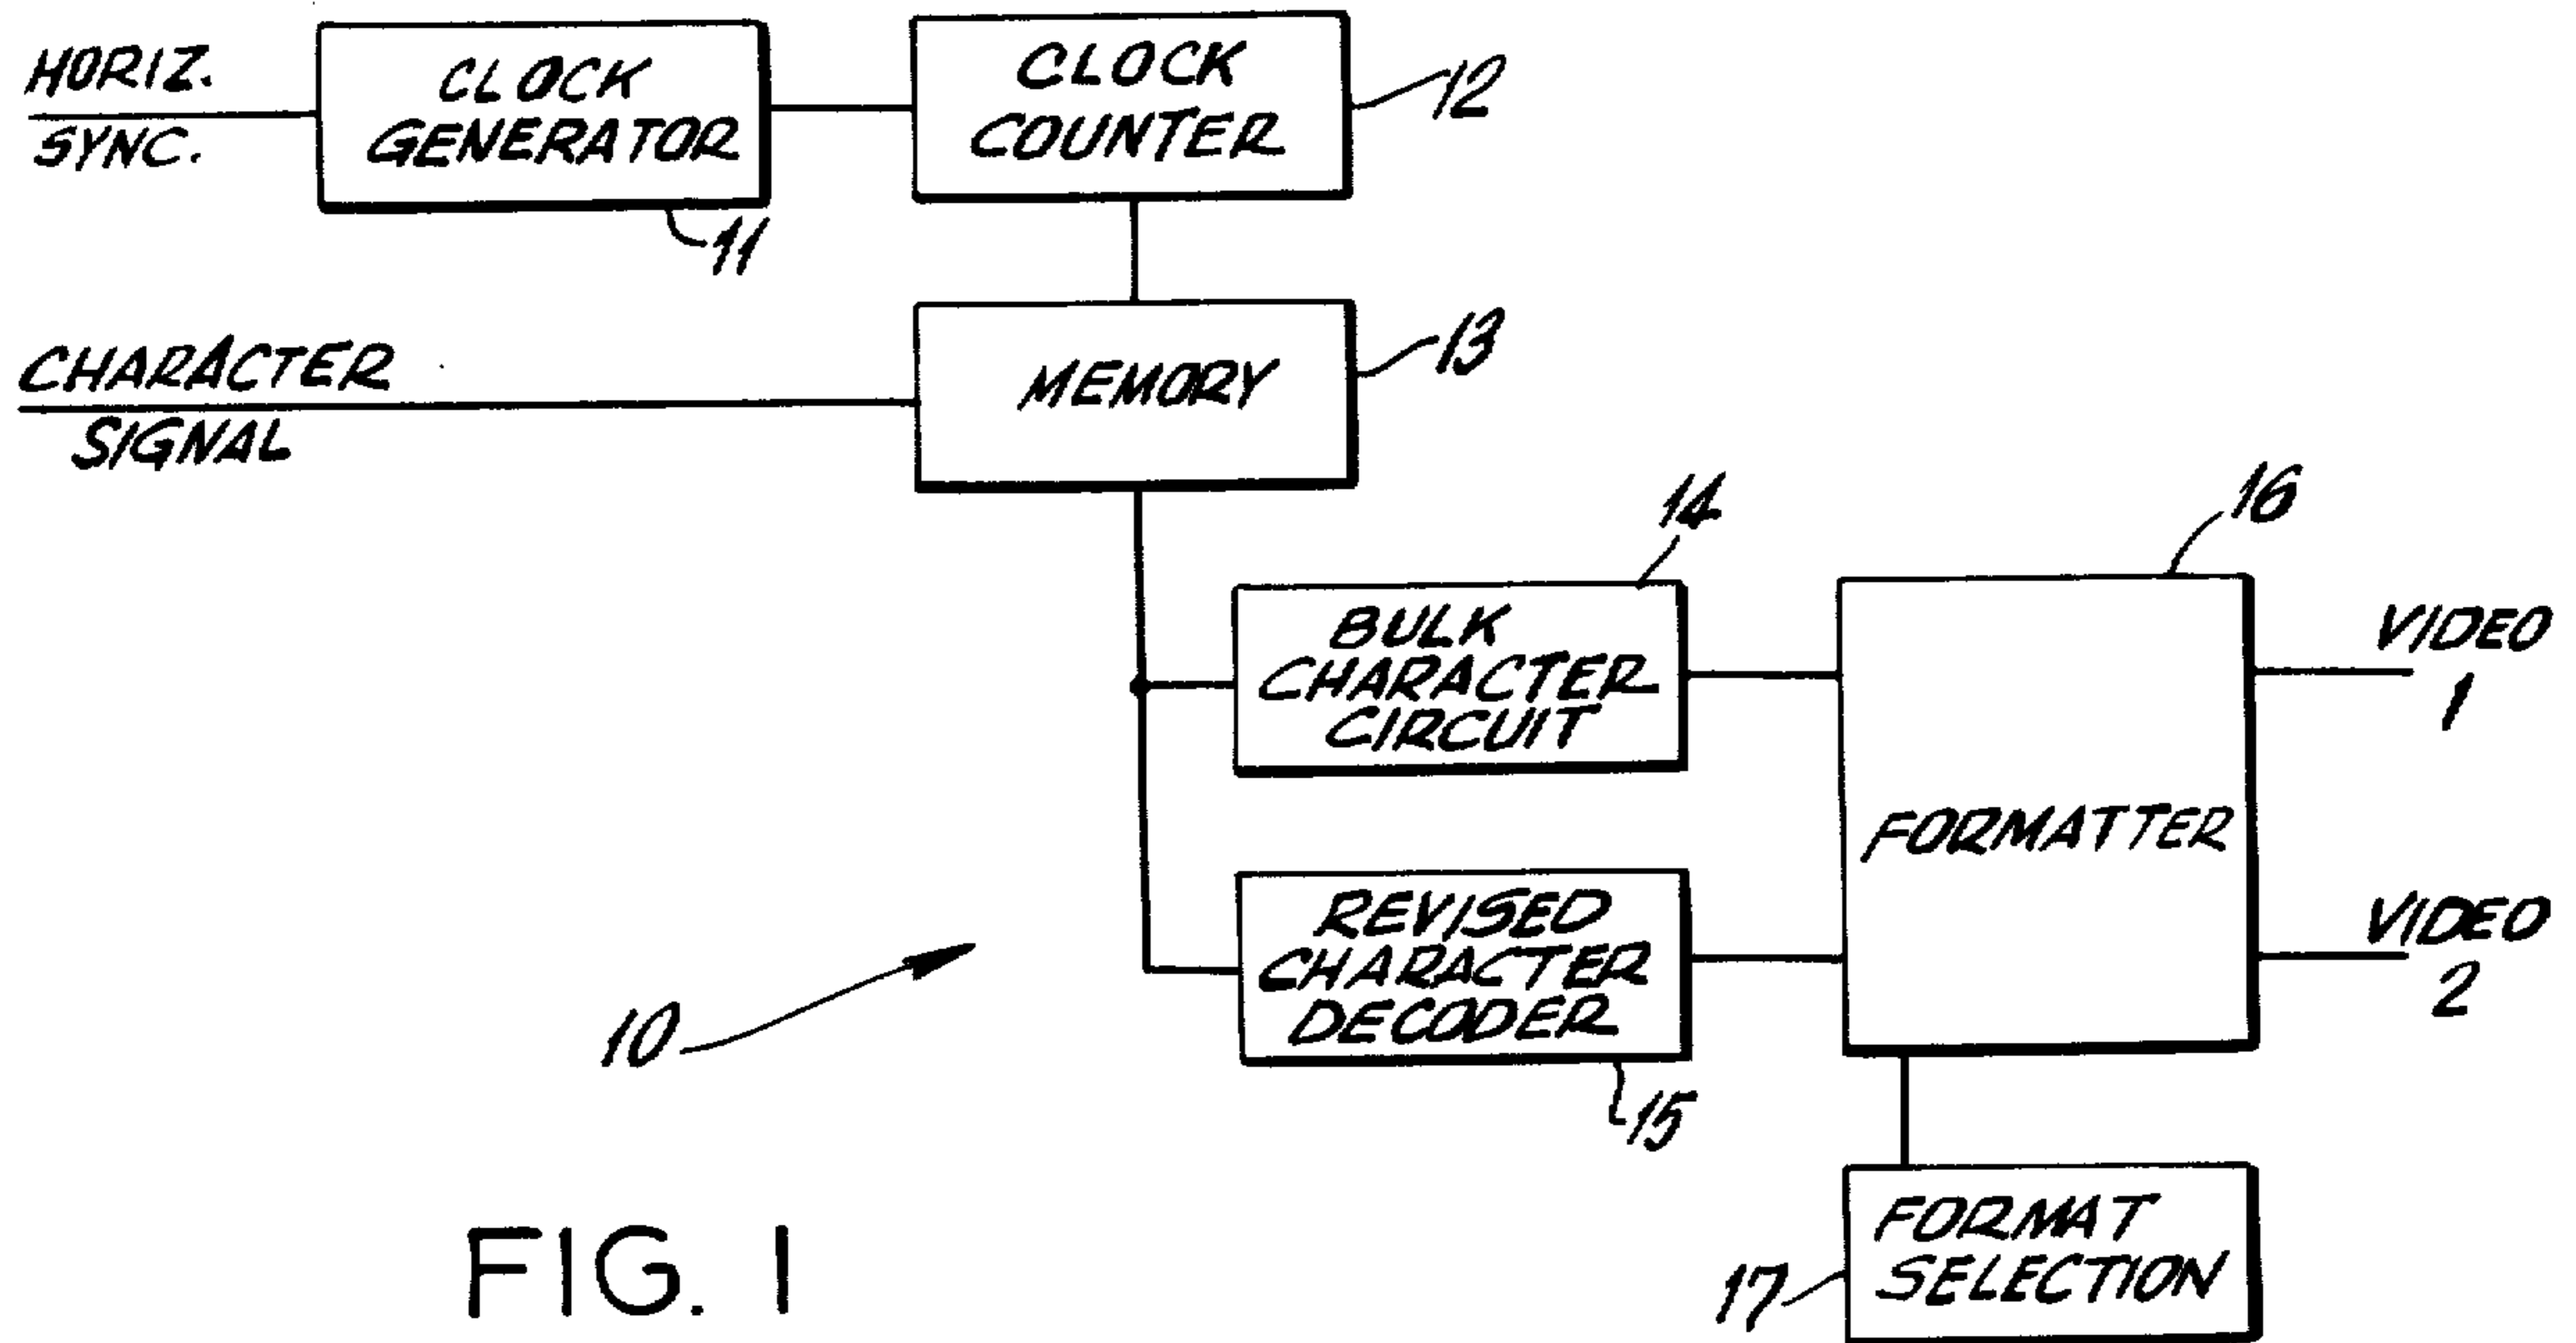 HORIZ.
SYNC.
CLOCK
GENERATOR
11
CLOCK
COUNTER
12
CHARACTER
SIGNAL
MEMORY
13
BULK
CHARACTER
CIRCUIT
14
REVISED
CHARACTER
DECODER
15
FORMATTER
16
VIDEO
1
VIDEO
2
10
FORMAT
SELECTION
17
FIG. 1